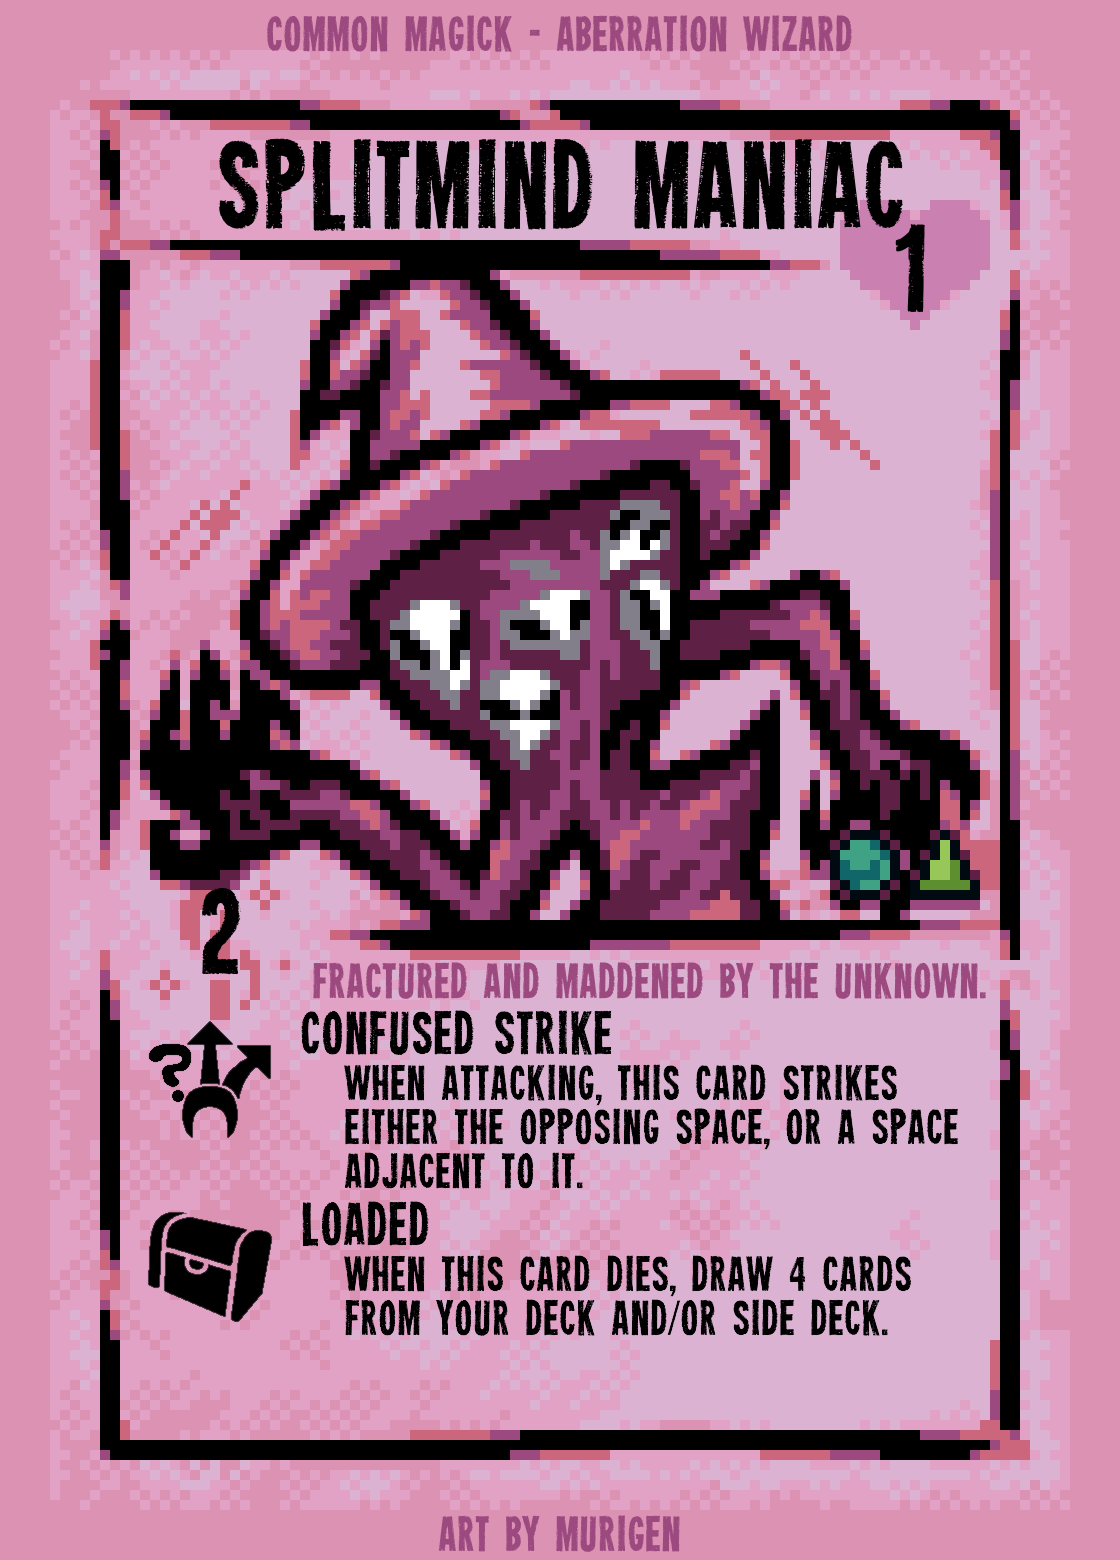 COMMON MAGICK - ABERRATION WIZARD
SPLITMIND MANIAC
1
2
FRACTURED AND MADDENED BY THE UNKNOWN.
CONFUSED STRIKE
WHEN ATTACKING, THIS CARD STRIKES
EITHER THE OPPOSING SPACE, OR A SPACE
ADJACENT TO IT.
LOADED
WHEN THIS CARD DIES, DRAW 4 CARDS
FROM YOUR DECK AND/OR SIDE DECK.
ART BY MURIGEN